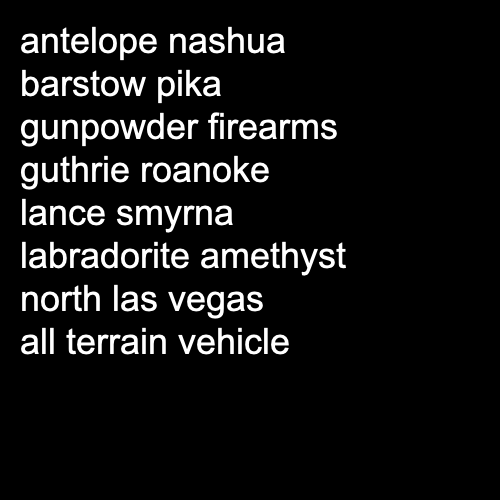 antelope nashua
barstow pika
gunpowder firearms
guthrie roanoke
lance smyrna
labradorite amethyst
north las vegas
all terrain vehicle